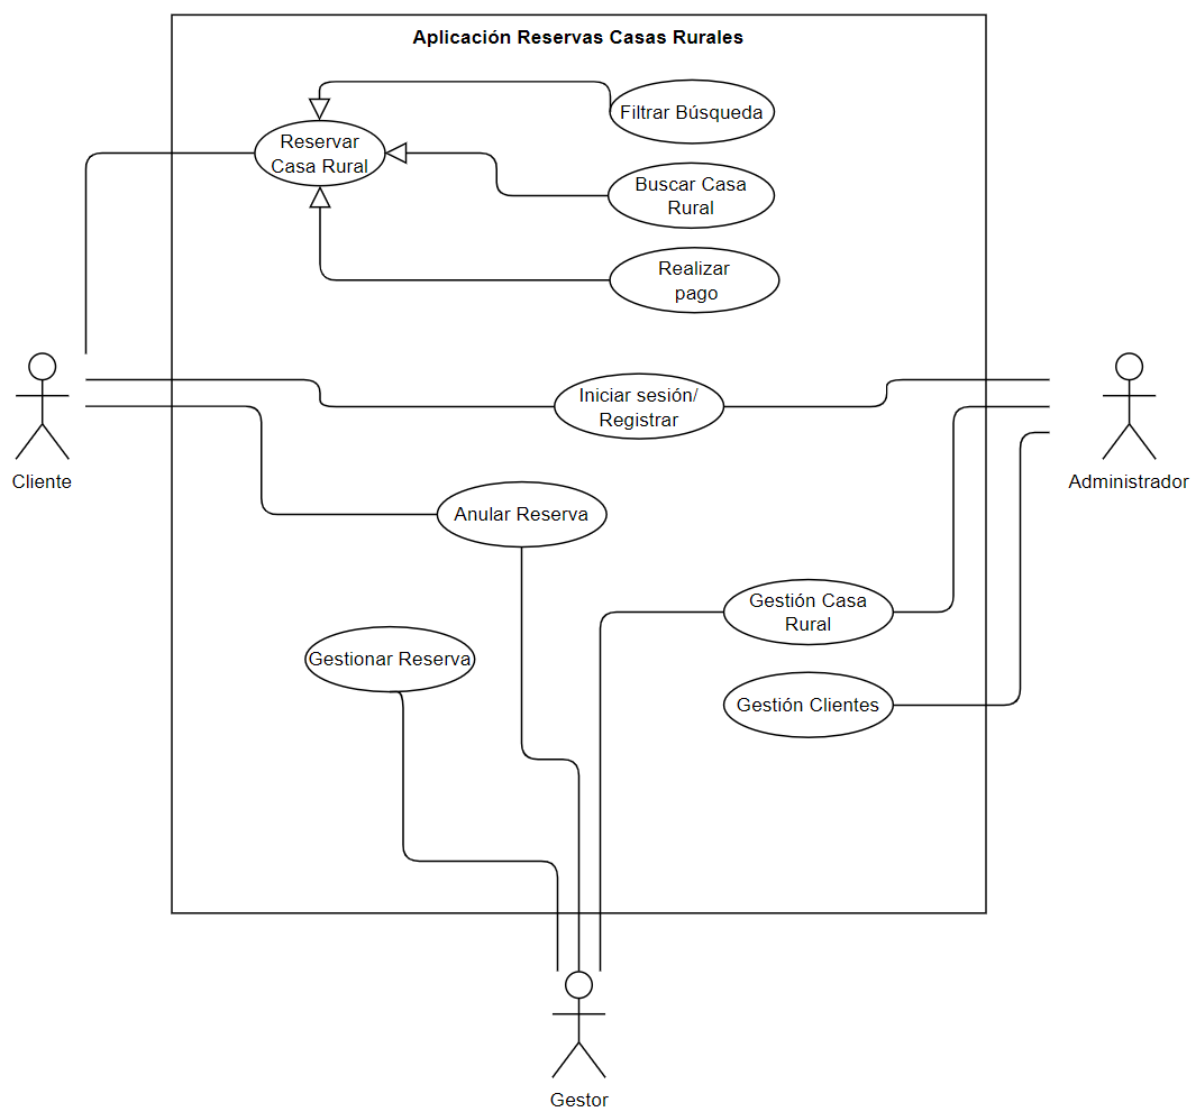 Aplicación Reservas Casas Rurales
Filtrar Búsqueda
Reservar
Casa Rural
Buscar Casa
Rural
Realizar
pago
Iniciar sesión/
Registrar
Cliente
Administrador
Anular Reserva
Gestión Casa
Rural
Gestionar Reserva
Gestión Clientes
Gestor